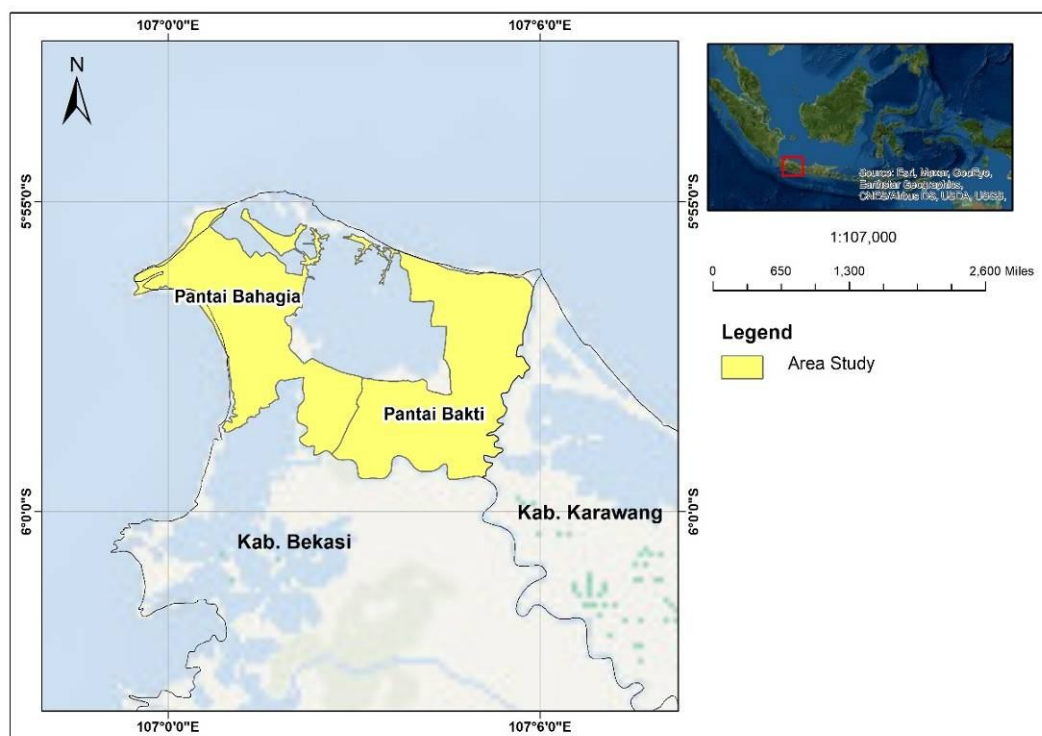 107°0'0"E
107°6'0"E
N
5°55'0"S
5°55'0"S
Pantai Bahagia
Pantai Bakti
6°0'0"S
6°0'0"S
Kab. Karawang
Kab. Bekasi
107°0'0"E
107°6'0"E
Source: Esri, Maxar, GeoEye,
Earthstar Geographics,
CNES/Airbus DS, USDA, USGS,
1:107,000
0 650 1,300 2,600 Miles
Legend
Area Study